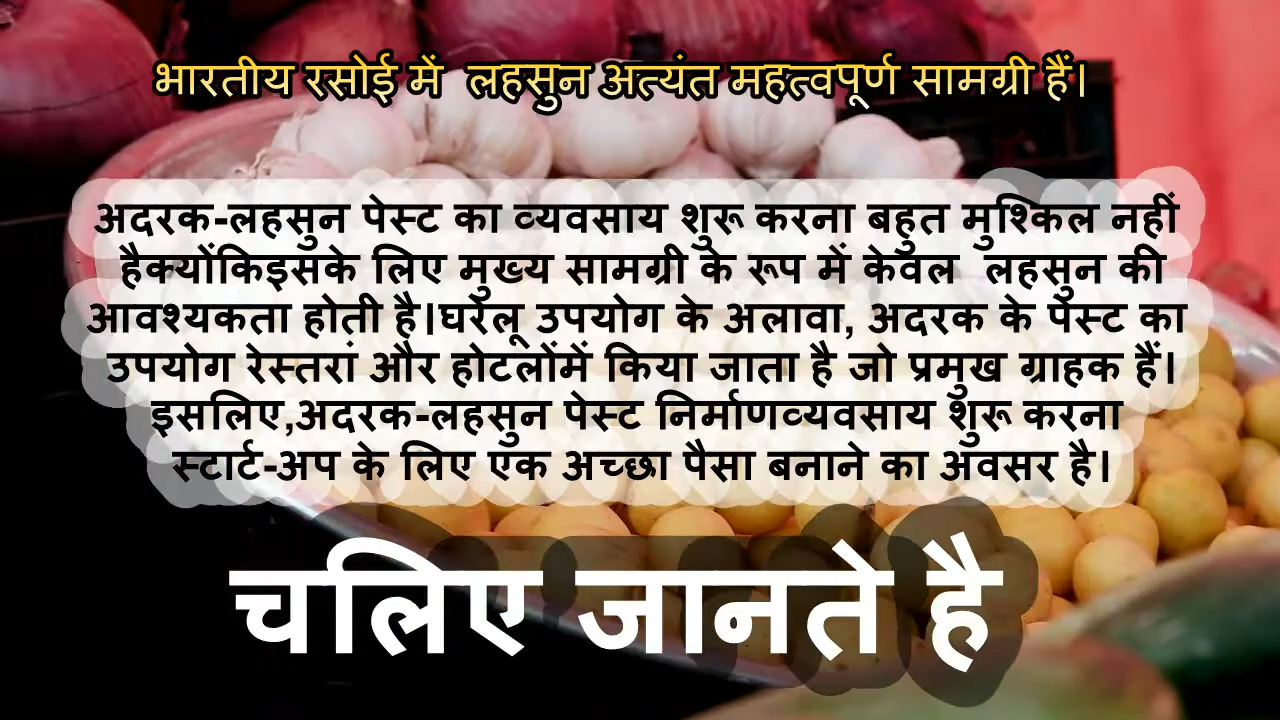 भारतीय रसोई में  लहसुन अत्यंत महत्वपूर्ण सामग्री हैं।
अदरक-लहसुन पेस्ट का व्यवसाय शुरू करना बहुत मुश्किल नहीं
हैक्योंकिइसके लिए मुख्य सामग्री के रूप में केवल  लहसुन की
आवश्यकता होती है।घरेलू उपयोग के अलावा, अदरक के पेस्ट का
उपयोग रेस्तरां और होटलोंमें किया जाता है जो प्रमुख ग्राहक हैं।
इसलिए,अदरक-लहसुन पेस्ट निर्माणव्यवसाय शुरू करना
स्टार्ट-अप के लिए एक अच्छा पैसा बनाने का अवसर है।
चलिए जानते है